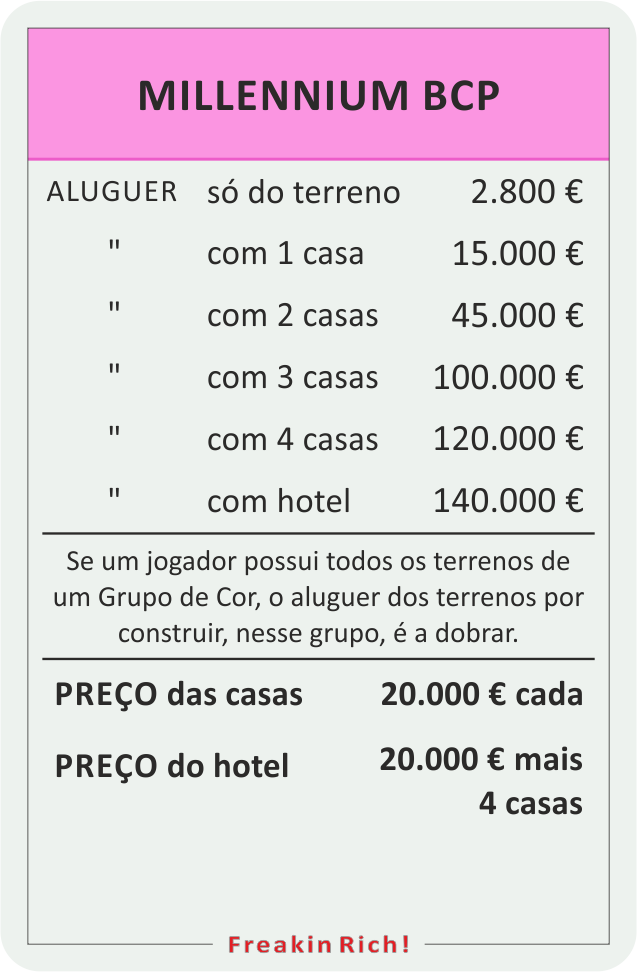 MILLENNIUM BCP
ALUGUER só do terreno 2.800 €
" com 1 casa 15.000 €
" com 2 casas 45.000 €
" com 3 casas 100.000 €
" com 4 casas 120.000 €
" com hotel 140.000 €
Se um jogador possui todos os terrenos de
um Grupo de Cor, o aluguer dos terrenos por
construir, nesse grupo, é a dobrar.
PREÇO das casas 20.000 € cada
PREÇO do hotel 20.000 € mais
4 casas
Freakin Rich!